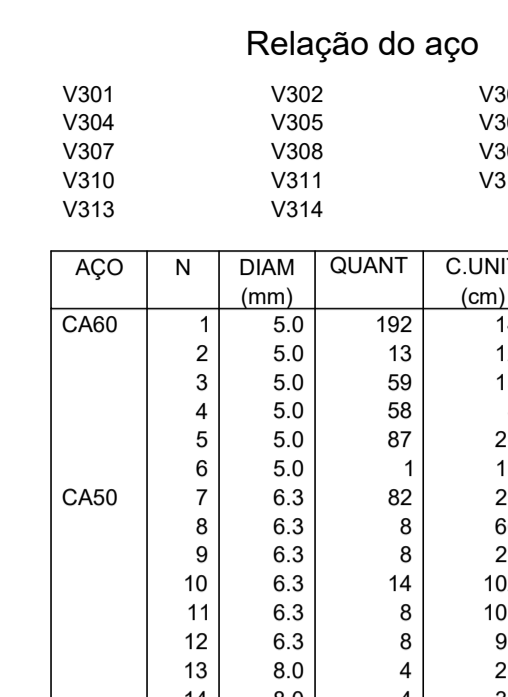 Relação do aço
V301 V302
V304 V305
V307 V308
V310 V311
V313 V314
AÇO N DIAM QUANT
(mm) (cm)
CA60 1 5.0 192
2 5.0 13
3 5.0 59
4 5.0 58
5 5.0 87
6 5.0 1
CA50 7 6.3 82
8 6.3 8
9 6.3 8
10 6.3 14
11 6.3 8
12 6.3 8
13 8.0 4